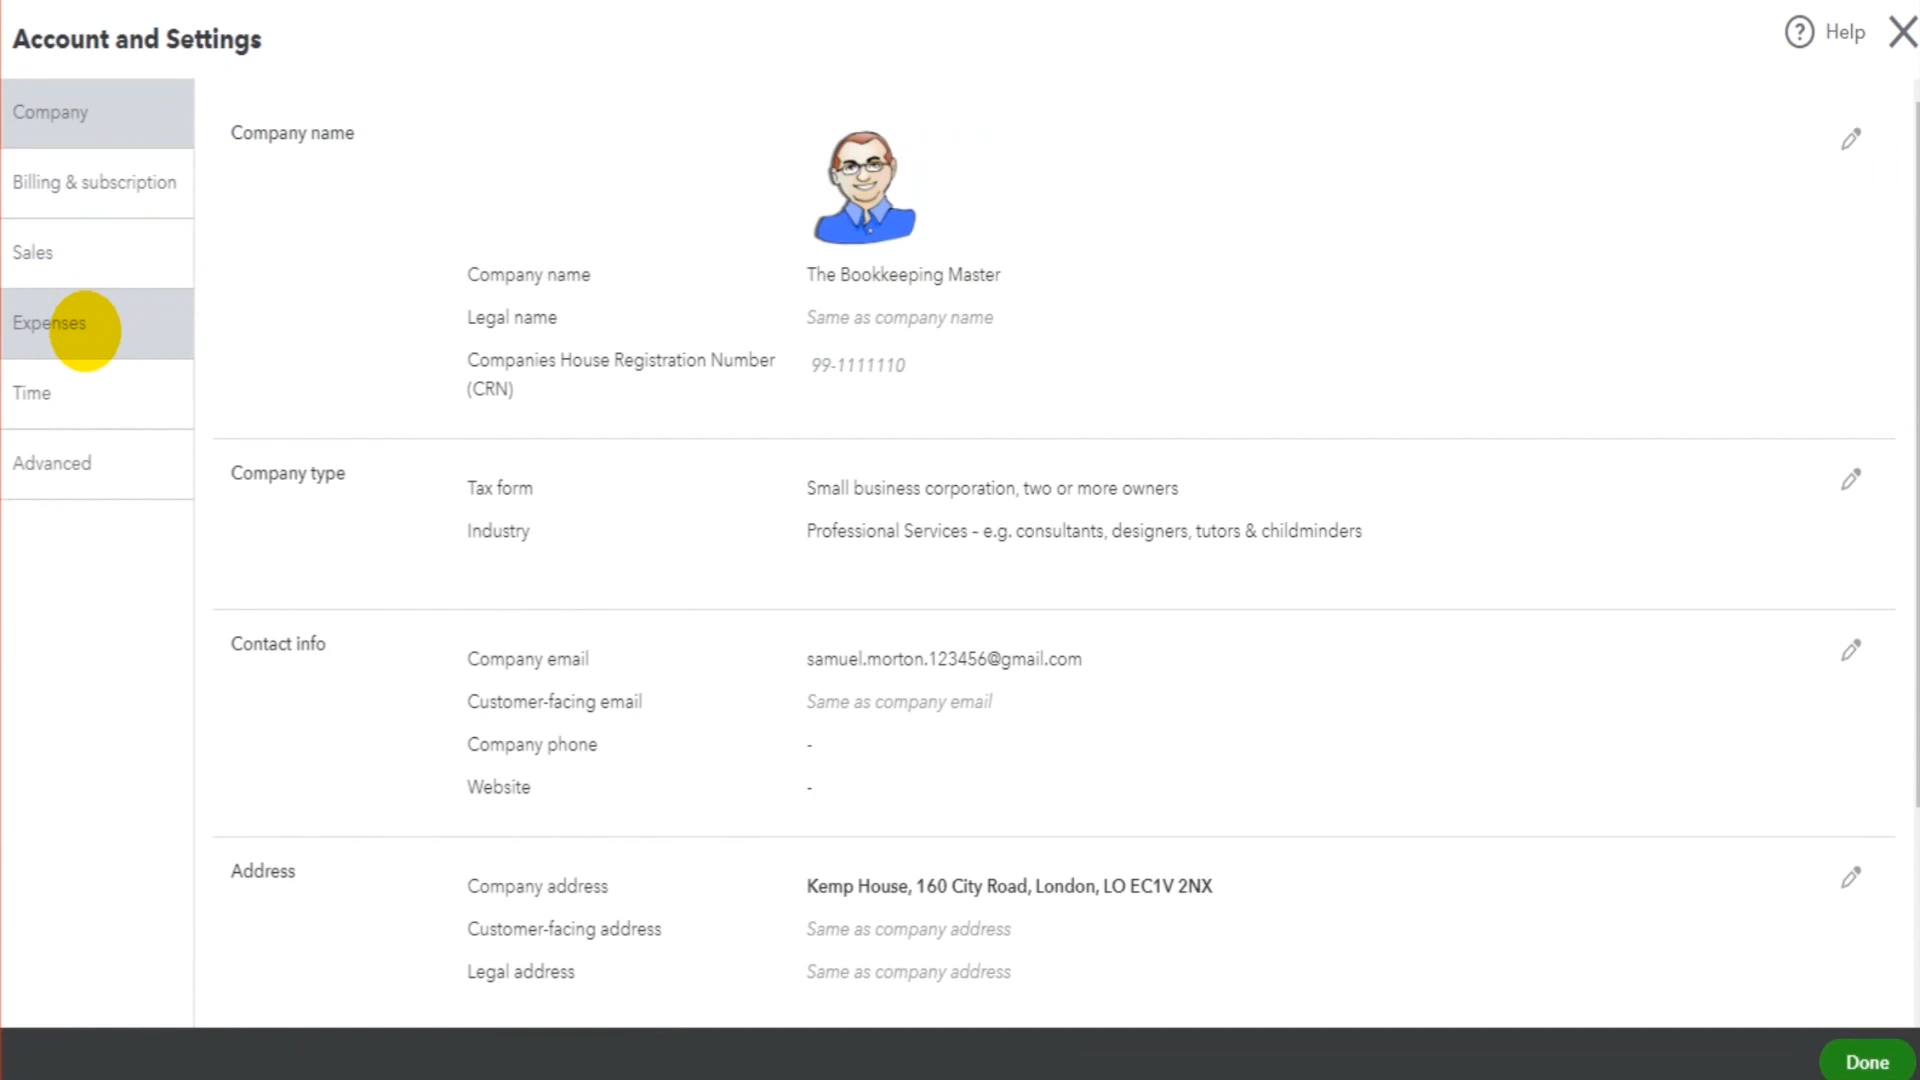 Account and Settings
? Help
Company
Billing & subscription
Sales
Expenses
Time
Advanced
Company name
Company name The Bookkeeping Master
Legal name Same as company name
Companies House Registration Number
(CRN) 99-1111110
Company type
Tax form Small business corporation, two or more owners
Industry Professional Services - e.g. consultants, designers, tutors & childminders
Contact info
Company email samuel.morton.123456@gmail.com
Customer-facing email Same as company email
Company phone -
Website -
Address
Company address Kemp House, 160 City Road, London, LO EC1V 2NX
Customer-facing address Same as company address
Legal address Same as company address
Done